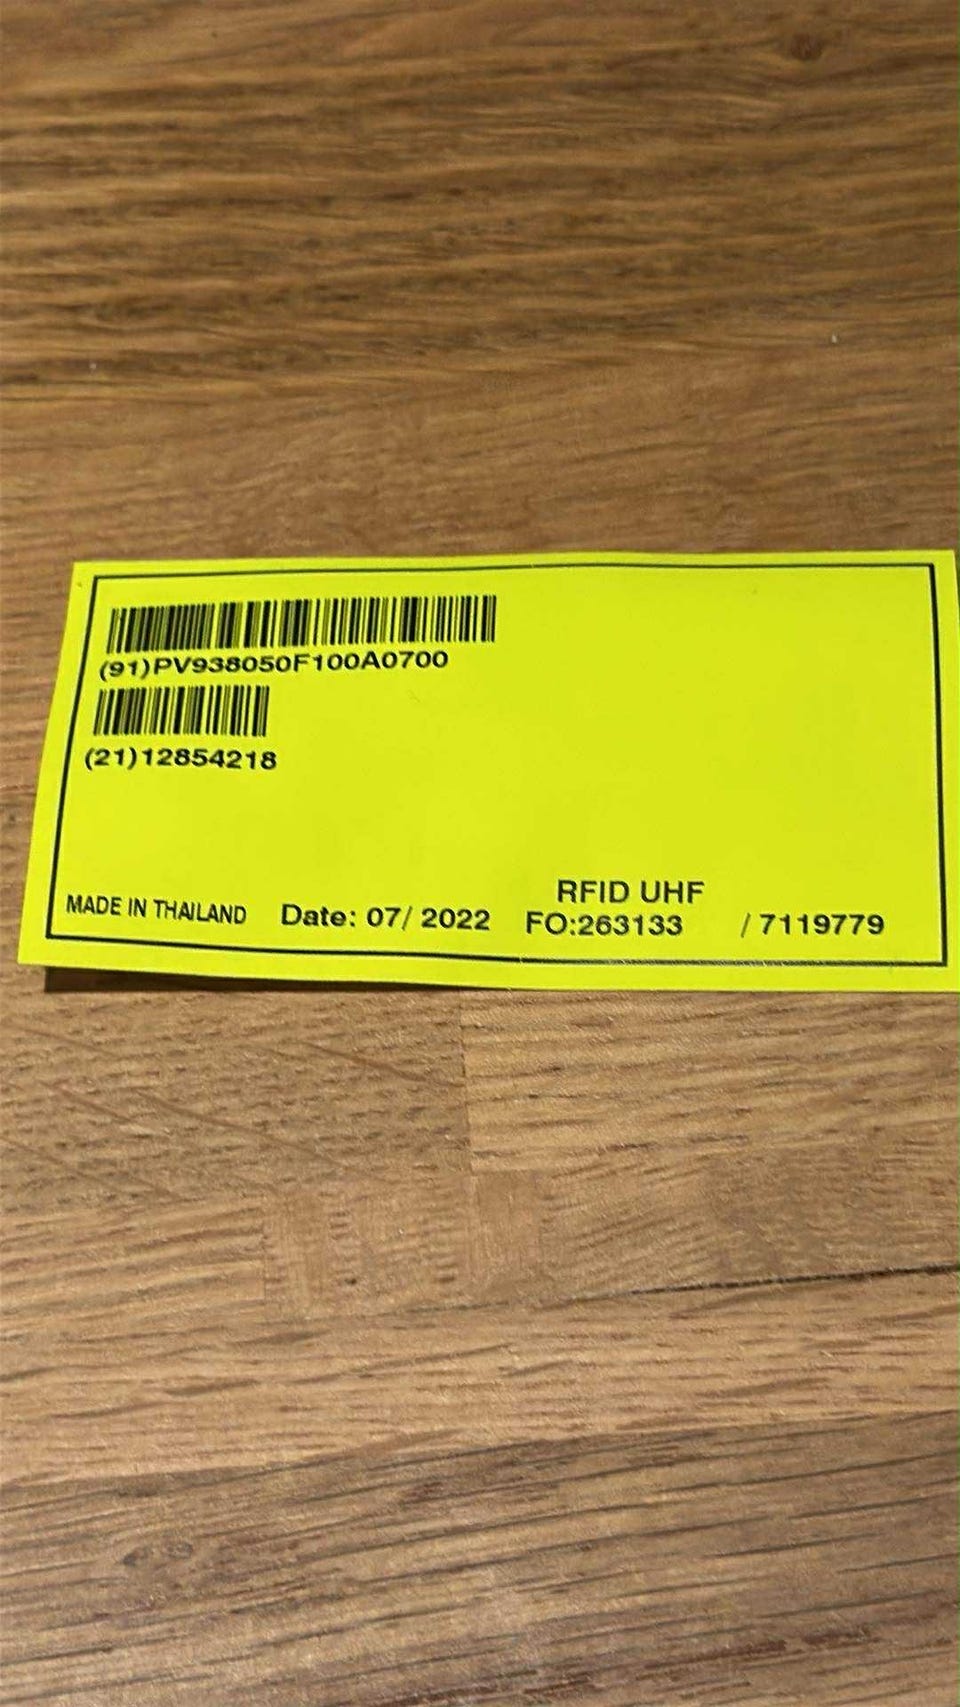 (91)PV938050F100A0700
(21)12854218
RFID UHF
MADE IN THAILAND Date: 07/ 2022 FO:263133 / 7119779